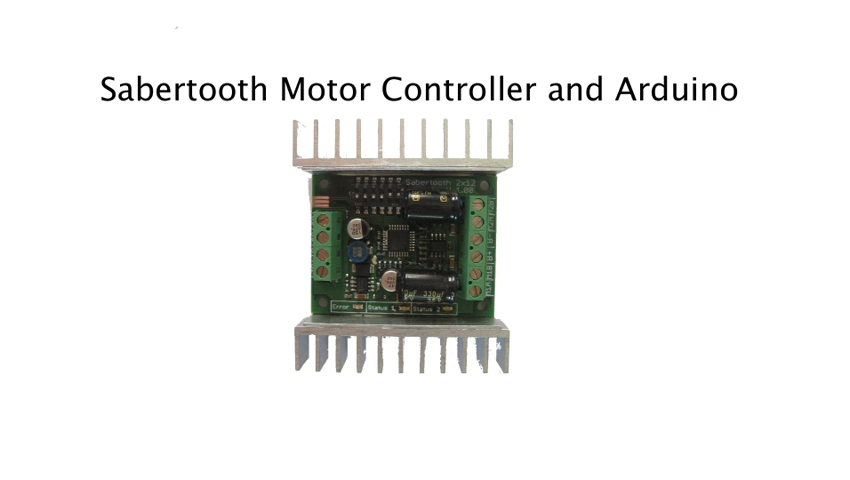 Sabertooth Motor Controller and Arduino
Sabertooth 2x12
Error
Status 1
Status 2